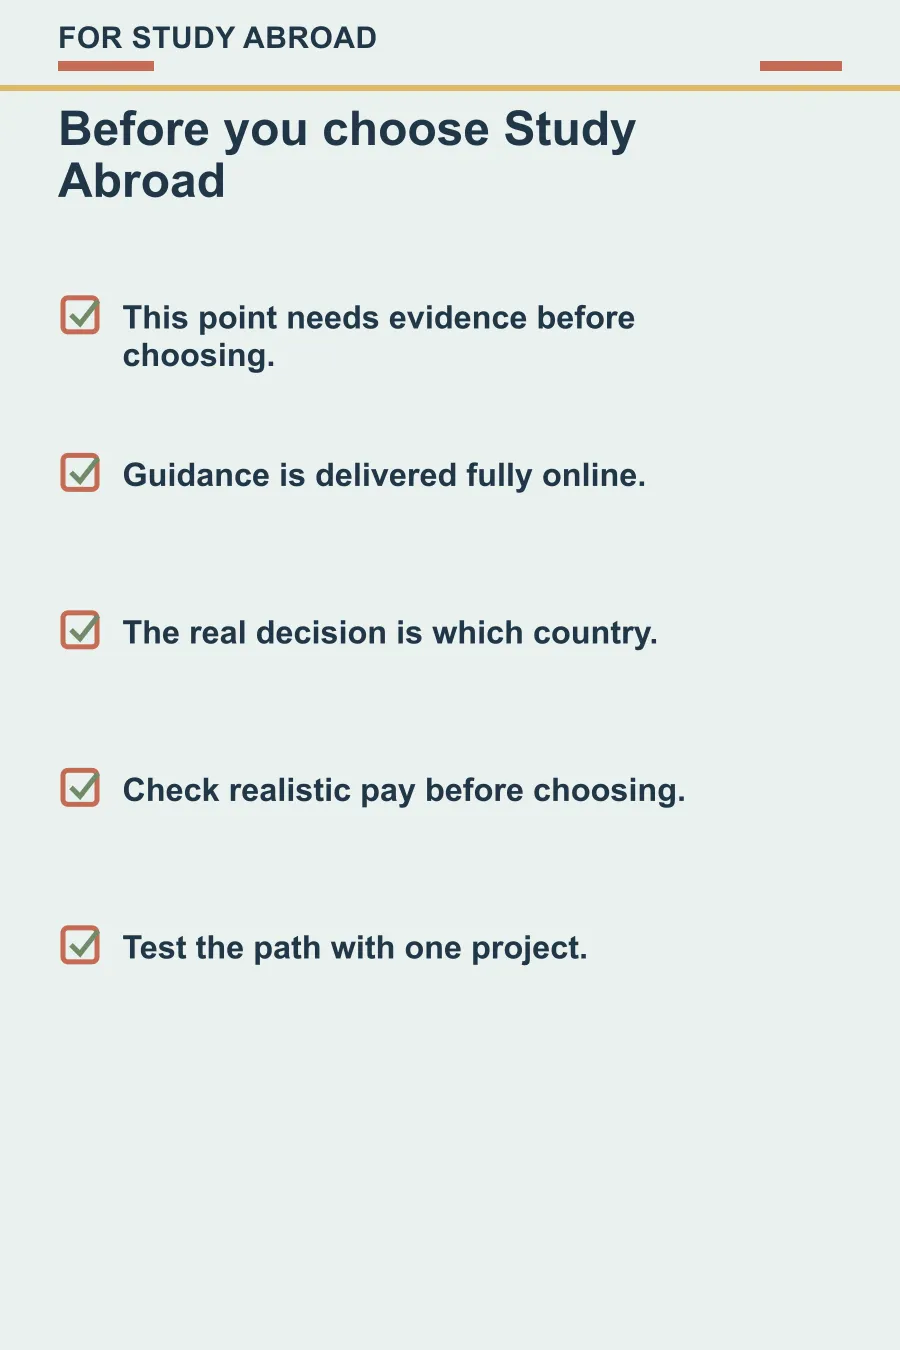 FOR STUDY ABROAD
Before you choose Study
Abroad
This point needs evidence before
choosing.
Guidance is delivered fully online.
The real decision is which country.
Check realistic pay before choosing.
Test the path with one project.